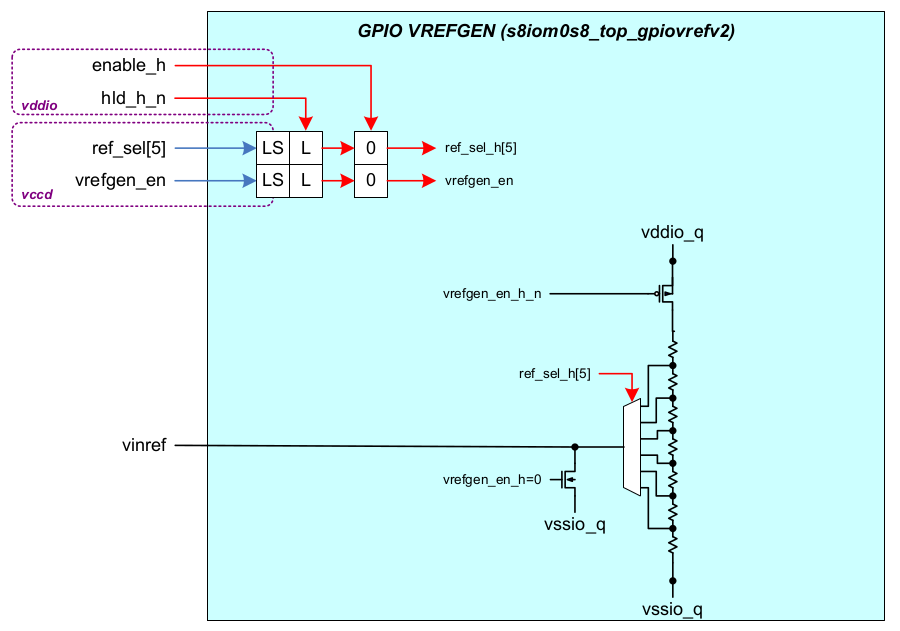 GPIO VREFGEN (s8iom0s8_top_gpiovrefv2)
enable_h
hld_h_n
vddio
ref_sel[5]
LS L 0
ref_sel_h[5]
vrefgen_en
LS L 0
vrefgen_en
vccd
vddio_q
vrefgen_en_h_n
ref_sel_h[5]
vinref
vrefgen_en_h=0
vssio_q
vssio_q